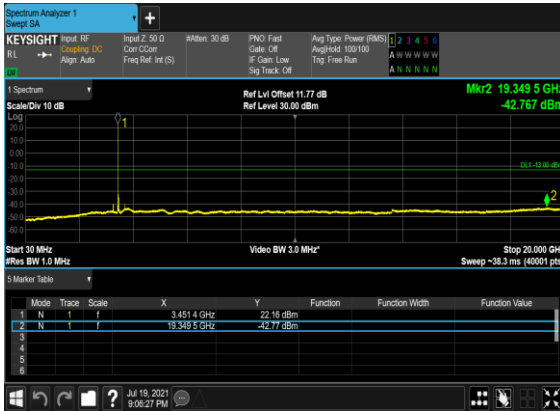 Spectrum Analyzer 1
Swept SA
+
KEYSIGHT Input: RF Input Z: 50 Ω #Atten: 30 dB PNO: Fast Avg Type: Power (RMS) 1 2 3 4 5 6
RL Coupling: DC Corr CCorr Gate: Off Avg|Hold: 100/100 A W W W W W
Align: Auto Freq Ref: Int (S) IF Gain: Low Trig: Free Run
Sig Track: Off A N N N N N
1 Spectrum Ref Lvl Offset 11.77 dB Mkr2 19.349 5 GHz
Scale/Div 10 dB Ref Level 30.00 dBm -42.767 dBm
Log
1
20.0
10.0
0.00
-10.0
DL1 -13.00 dBm
-20.0
-30.0
2
-40.0
-50.0
-60.0
Start 30 MHz Video BW 3.0 MHz* Stop 20.000 GHz
#Res BW 1.0 MHz Sweep ~38.3 ms (40001 pts)
5 Marker Table
Mode Trace Scale X Y Function Function Width Function Value
1 N 1 f 3.451 4 GHz 22.16 dBm
2 N 1 f 19.349 5 GHz -42.77 dBm
3
4
5
6
? Jul 19, 2021
9:06:27 PM